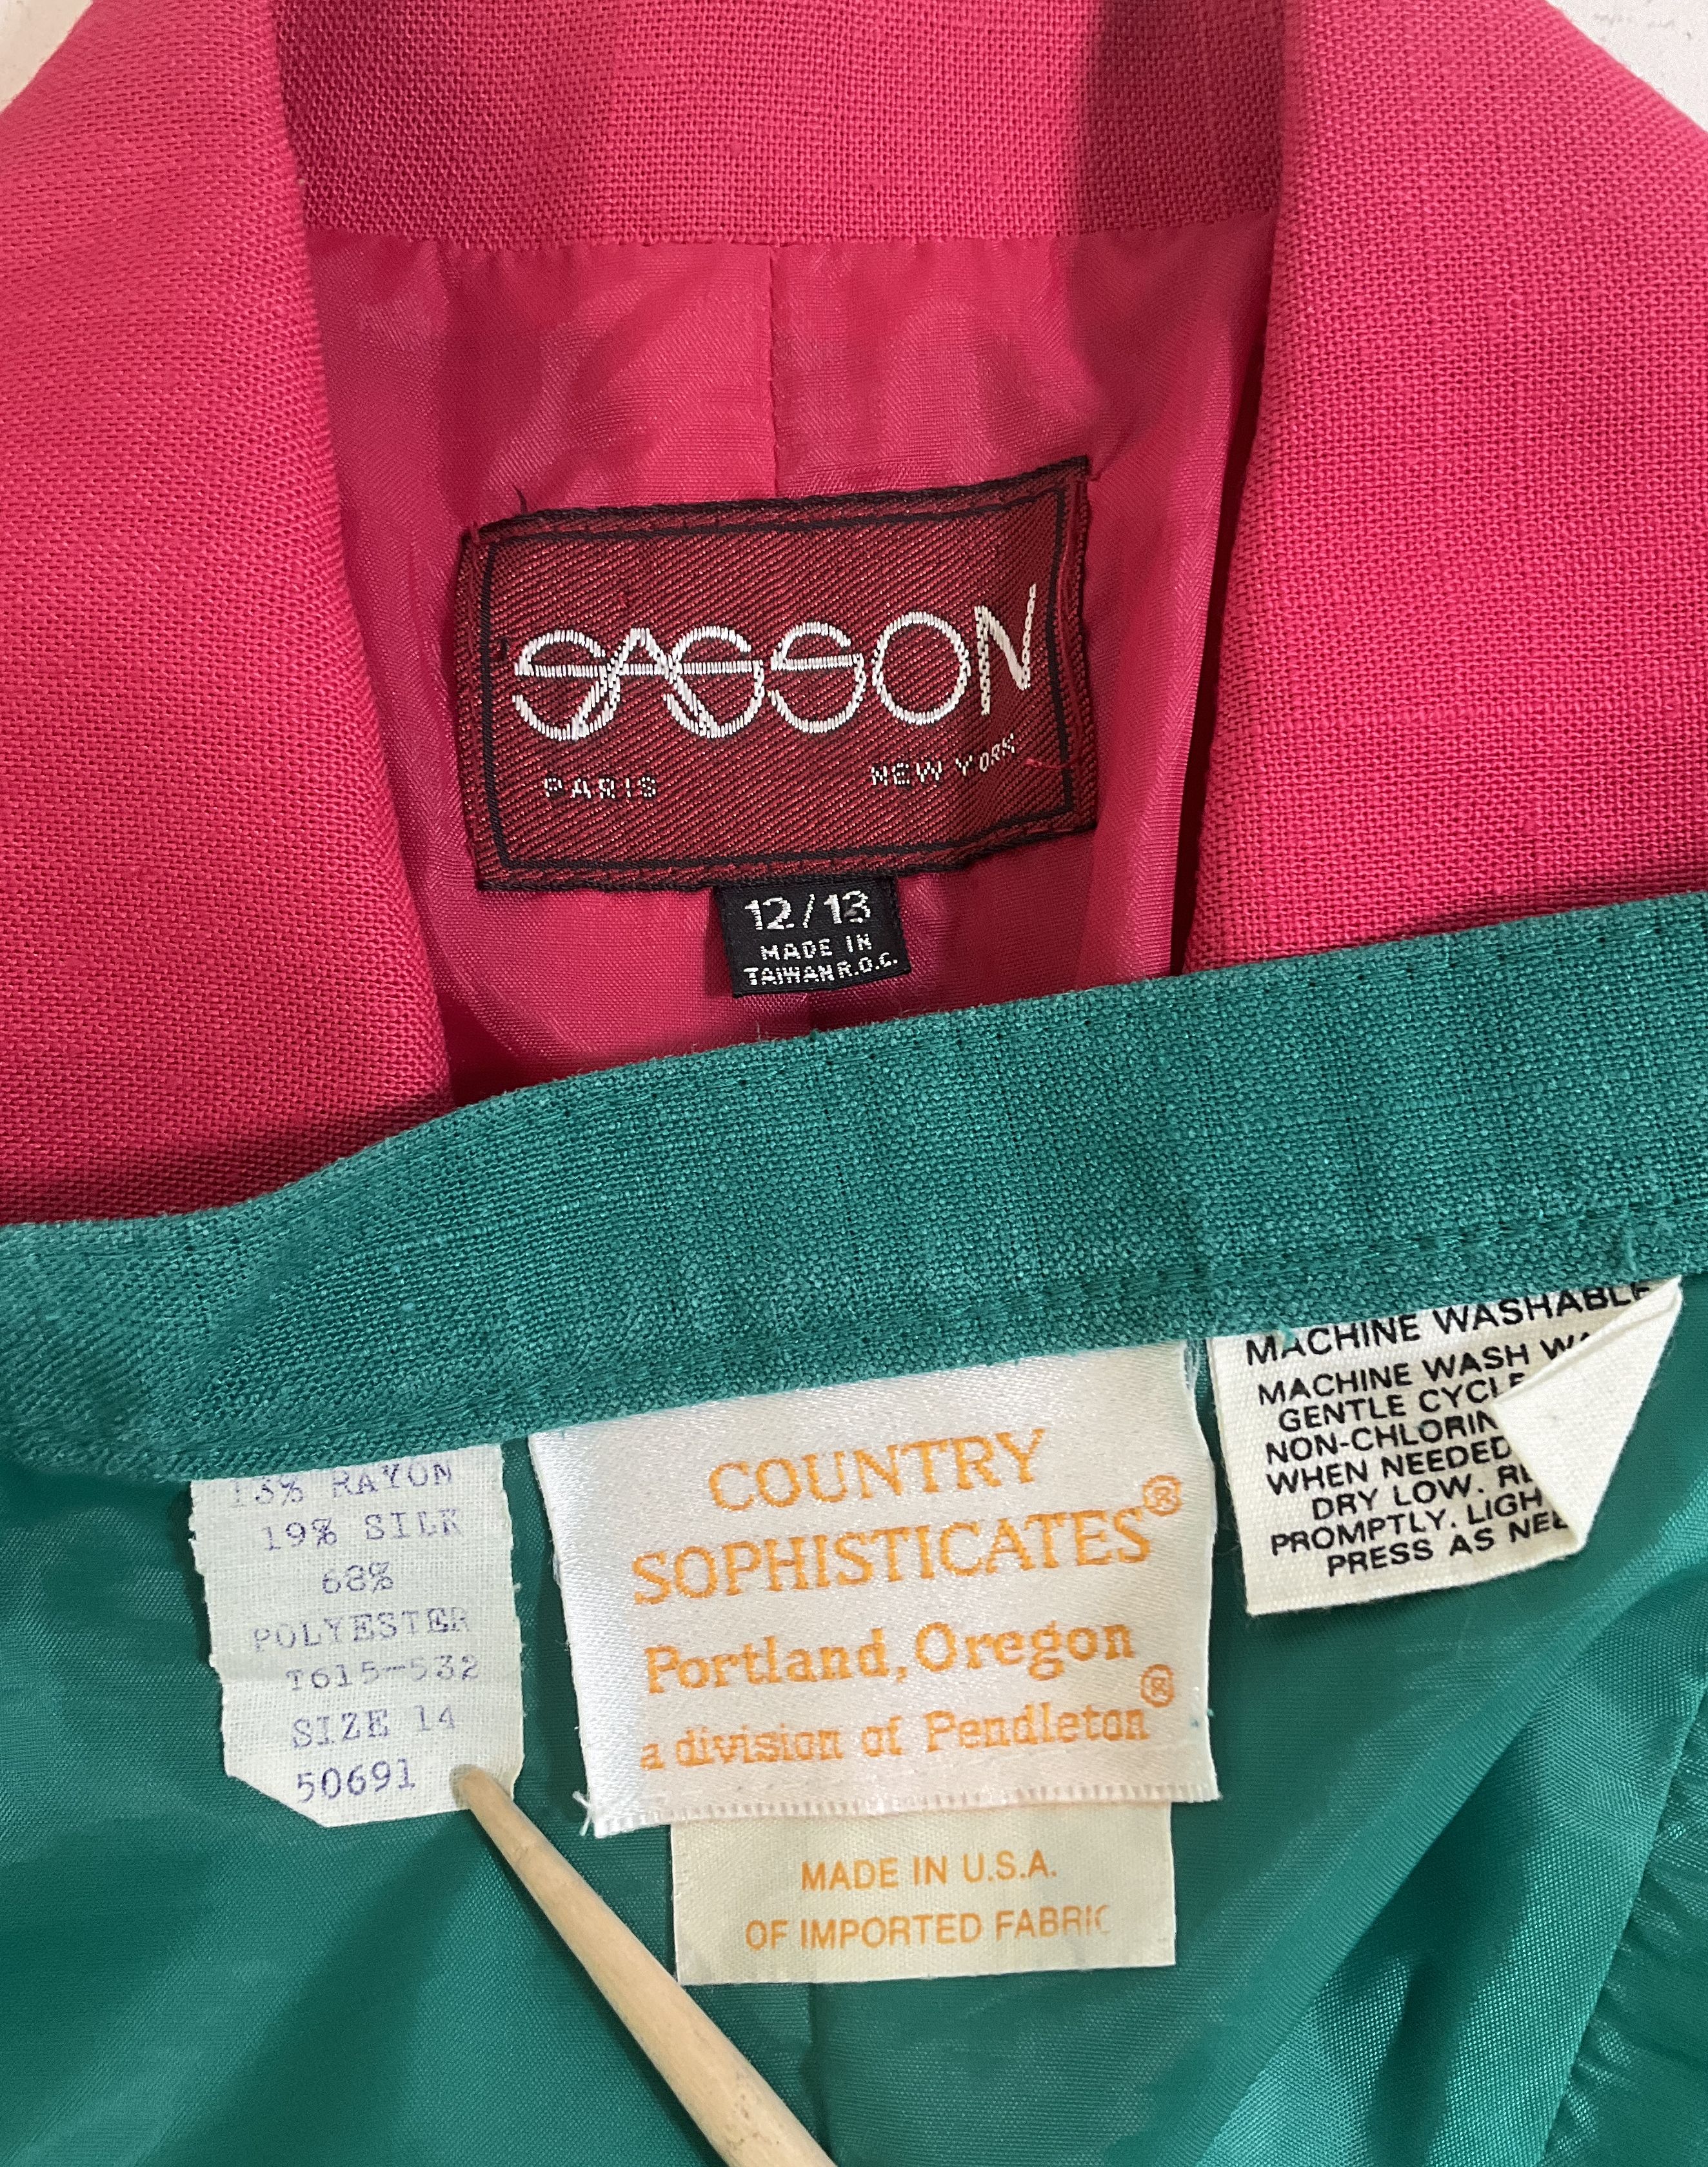 SASSON
PARIS NEW YORK
12/13
MADE IN
TAIWAN R.O.C.
13% RAYON
19% SILK
68%
POLYESTER
T615-532
SIZE 14
50691
COUNTRY
SOPHISTICATES®
Portland, Oregon
a division of Pendleton®
MADE IN U.S.A.
OF IMPORTED FABRIC
MACHINE WASHABLE
MACHINE WASH
GENTLE CYCLE
NON-CHLORIN
WHEN NEEDED
DRY LOW.
PROMPTLY. LIGH
PRESS AS NEE